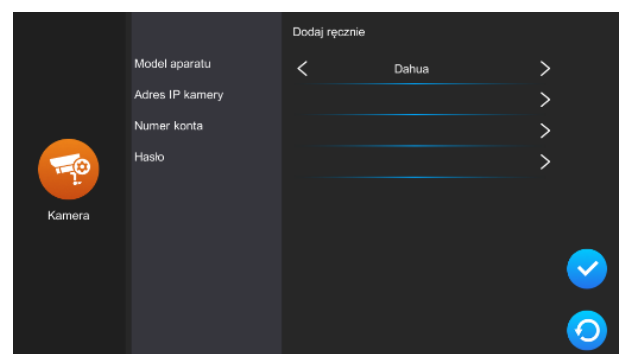 Dodaj ręcznie
Model aparatu
Dahua
Adres IP kamery
Numer konta
Hasło
Kamera